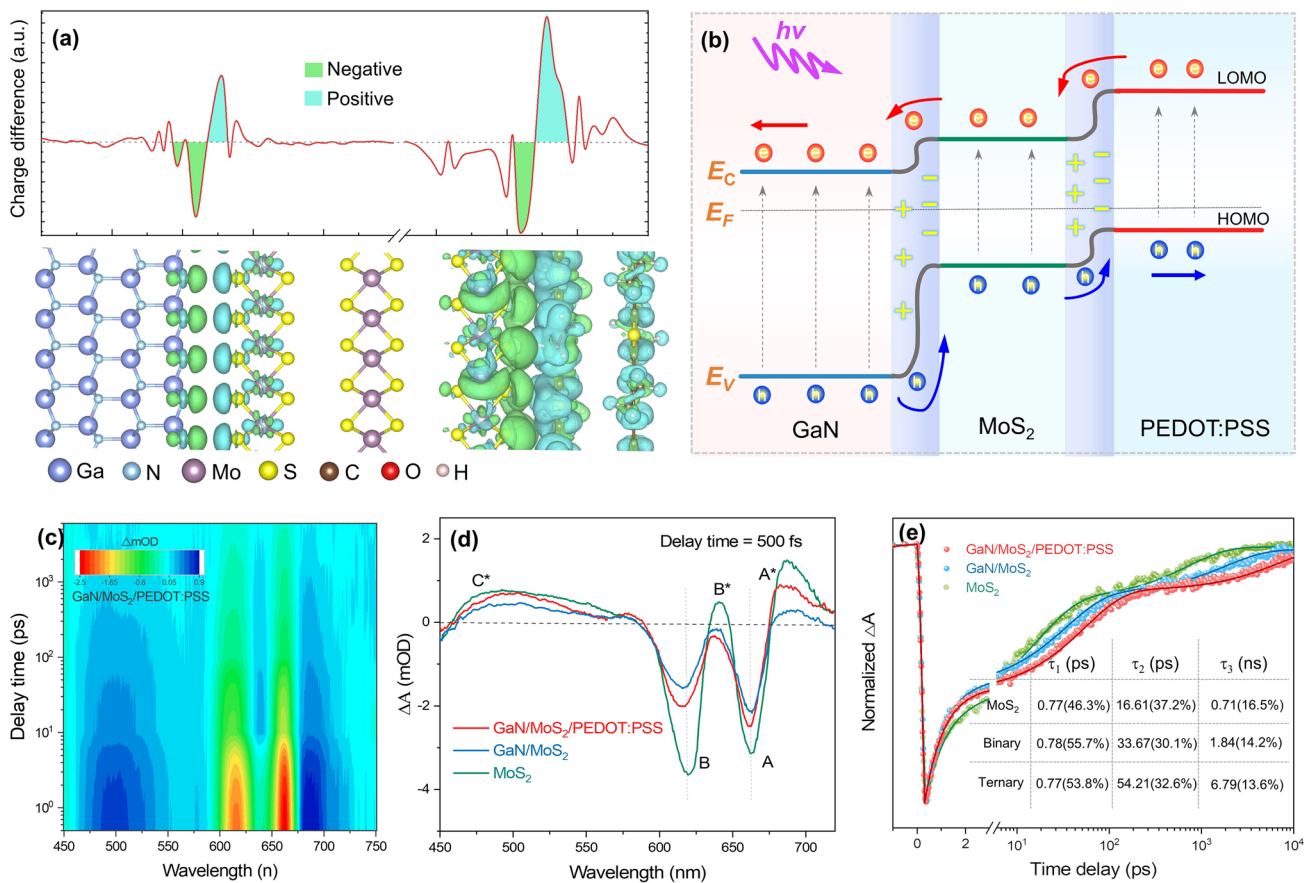 (a)
Charge difference (a.u.)
Negative
Positive
Ga N Mo S C O H
(b)
hν
LOMO
e e e e e e e e e
E_C
E_F
HOMO
E_V
h h h h h h h h h
GaN
MoS₂
PEDOT:PSS
(c)
ΔmOD
-2.5 -1.65 -0.8 0.05 0.9
GaN/MoS₂/PEDOT:PSS
10³
10²
10¹
10⁰
Delay time (ps)
450 500 550 600 650 700 750
Wavelength (n)
(d)
Delay time = 500 fs
C*
B*
A*
2
0
-2
-4
ΔA (mOD)
GaN/MoS₂/PEDOT:PSS
GaN/MoS₂
MoS₂
B
A
450 500 550 600 650 700
Wavelength (nm)
(e)
GaN/MoS₂/PEDOT:PSS
GaN/MoS₂
MoS₂
Normalized ΔA
τ₁ (ps) τ₂ (ps) τ₃ (ns)
MoS₂ 0.77(46.3%) 16.61(37.2%) 0.71(16.5%)
Binary 0.78(55.7%) 33.67(30.1%) 1.84(14.2%)
Ternary 0.77(53.8%) 54.21(32.6%) 6.79(13.6%)
0 2 10¹ 10² 10³ 10⁴
Time delay (ps)